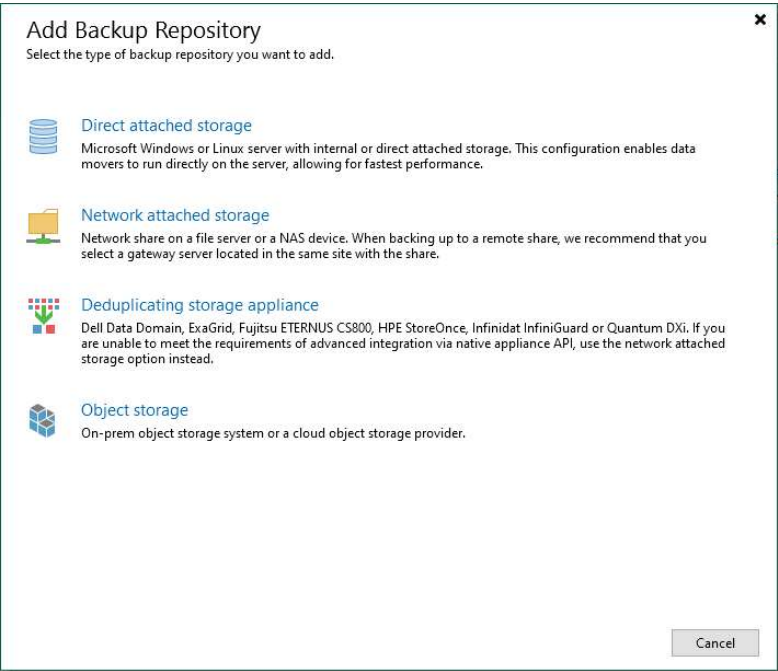 Add Backup Repository
Select the type of backup repository you want to add.
Direct attached storage
Microsoft Windows or Linux server with internal or direct attached storage. This configuration enables data
movers to run directly on the server, allowing for fastest performance.
Network attached storage
Network share on a file server or a NAS device. When backing up to a remote share, we recommend that you
select a gateway server located in the same site with the share.
Deduplicating storage appliance
Dell Data Domain, ExaGrid, Fujitsu ETERNUS CS800, HPE StoreOnce, Infinidat InfiniGuard or Quantum DXi. If you
are unable to meet the requirements of advanced integration via native appliance API, use the network attached
storage option instead.
Object storage
On-prem object storage system or a cloud object storage provider.
Cancel